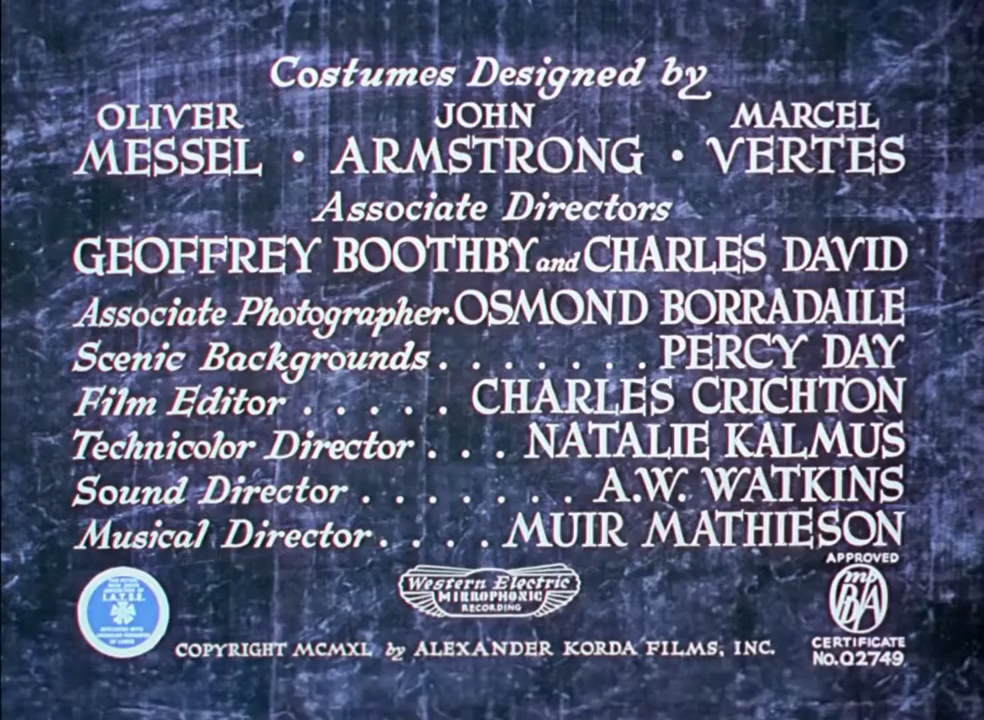 Costumes Designed by
OLIVER JOHN MARCEL
MESSEL • ARMSTRONG • VERTES
Associate Directors
GEOFFREY BOOTHBY and CHARLES DAVID
Associate Photographer. OSMOND BORRADAILE
Scenic Backgrounds . . . . . . . PERCY DAY
Film Editor . . . . . CHARLES CRICHTON
Technicolor Director . . . NATALIE KALMUS
Sound Director . . . . . . . A.W. WATKINS
Musical Director . . . . MUIR MATHIESON
I.A.T.S.E.
Western Electric
MIRROPHONIC
RECORDING
APPROVED
MPPDA
CERTIFICATE
No. 02749
COPYRIGHT MCMXL by ALEXANDER KORDA FILMS, INC.